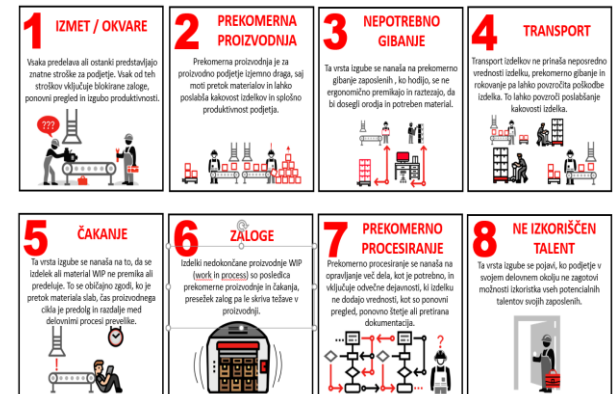 1 IZMET / OKVARE
Vsaka predelava ali ostanki predstavljajo
znatne stroške za podjetje. Vsak od teh
stroškov vključuje blokirane zaloge,
ponovni pregled in izgubo produktivnosti.
???
2 PREKOMERNA
PROIZVODNJA
Prekomerna proizvodnja je za
proizvodno podjetje izjemno draga, saj
moti pretok materialov in lahko
poslabša kakovost izdelkov in splošno
produktivnost podjetja.
3 NEPOTREBNO
GIBANJE
Ta vrsta izgube se nanaša na prekomerno
gibanje zaposlenih , ko hodijo, se ne
ergonomično premikajo in raztezajo, da
bi dosegli orodja in potreben material.
4 TRANSPORT
Transport izdelkov ne prinaša neposredno
vrednosti izdelku, prekomerno gibanje in
rokovanje pa lahko povzročita poškodbe
izdelka. To lahko povzroči poslabšanje
kakovosti izdelka.
5 ČAKANJE
Ta vrsta izgube se nanaša na to, da se
izdelek ali material WIP ne premika ali
predeluje. To se običajno zgodi, ko je
pretok materiala slab, čas proizvodnega
cikla je predolg in razdalje med
delovnimi procesi prevelike.
!
6 ZALOGE
Izdelki nedokončane proizvodnje WIP
(work in process) so posledica
prekomerne proizvodnje in čakanja,
presežek zalog pa le skriva težave v
proizvodnji.
7 PREKOMERNO
PROCESIRANJE
Prekomerno procesiranje se nanaša na
opravljanje več dela, kot je potrebno, in
vključuje odvečne dejavnosti, ki izdelku
ne dodajo vrednosti, kot so ponovni
pregled, ponovno štetje ali pretirana
dokumentacija.
?
8 NE IZKORIŠČEN
TALENT
Ta vrsta izgube se pojavi, ko podjetje v
svojem delovnem okolju ne zagotovi
možnosti izkoristka vseh potencialnih
talentov svojih zaposlenih.